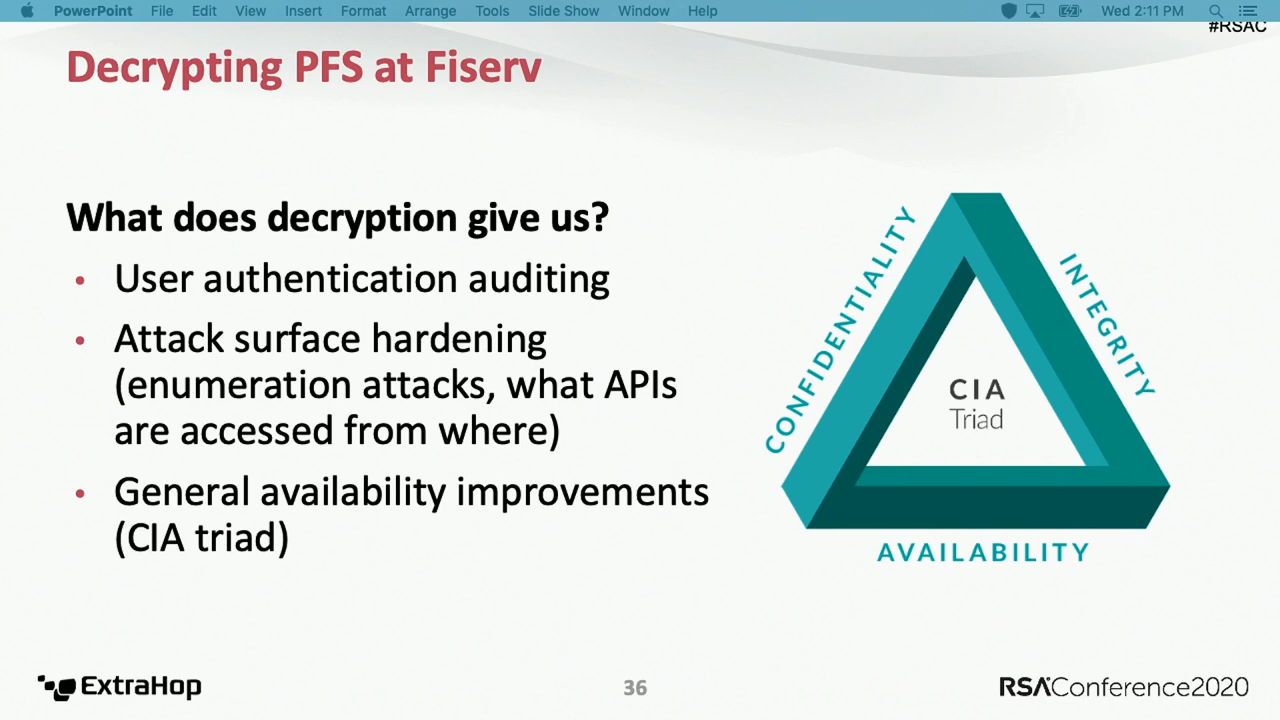 PowerPoint File Edit View Insert Format Arrange Tools Slide Show Window Help Wed 2:11 PM
#RSAC
Decrypting PFS at Fiserv
What does decryption give us?
• User authentication auditing
• Attack surface hardening
(enumeration attacks, what APIs
are accessed from where)
• General availability improvements
(CIA triad)
CONFIDENTIALITY
INTEGRITY
CIA
Triad
AVAILABILITY
ExtraHop
36
RSAConference2020